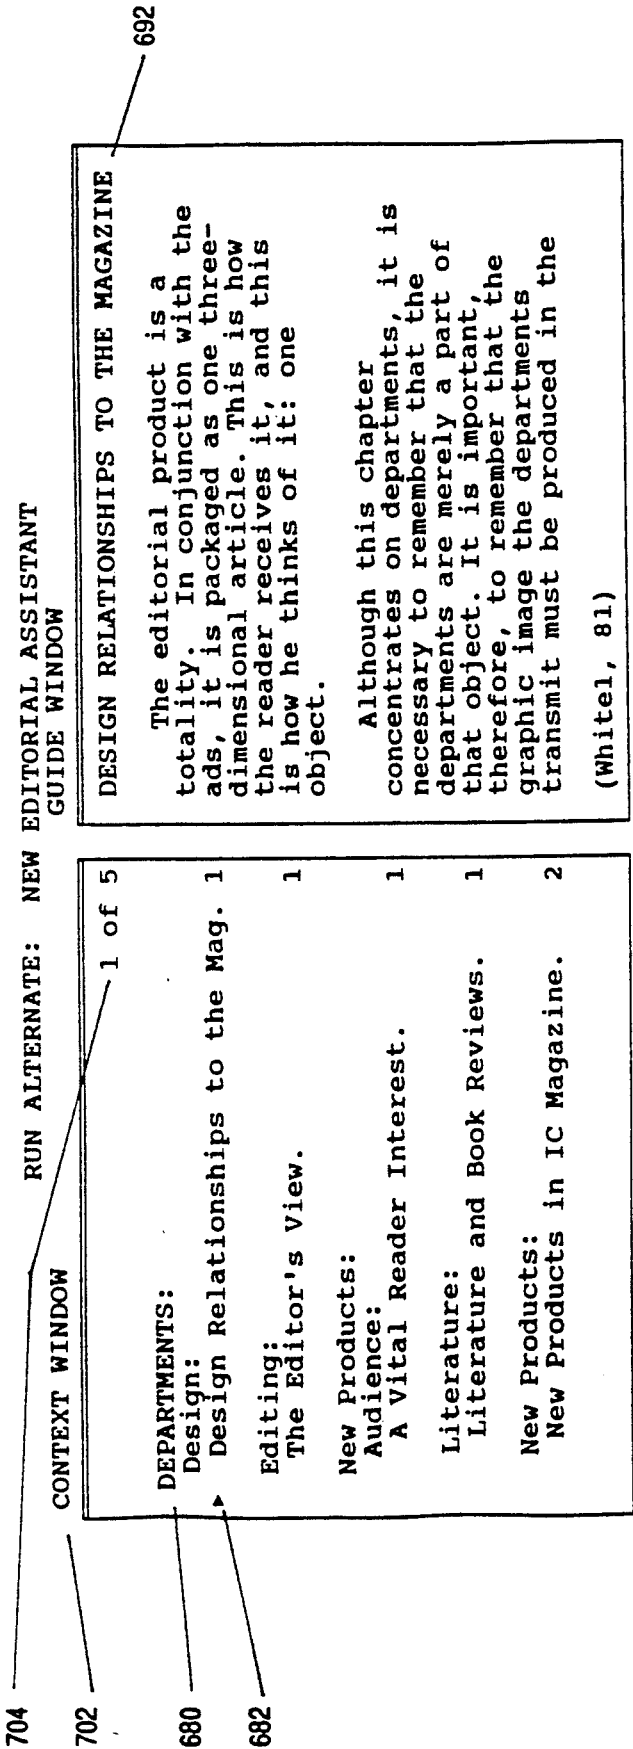 704
702
680
682
RUN ALTERNATE: NEW EDITORIAL ASSISTANT
CONTEXT WINDOW
1 of 5
DEPARTMENTS:
Design:
Design Relationships to the Mag. 1
Editing:
The Editor's View. 1
New Products:
Audience:
A Vital Reader Interest. 1
Literature:
Literature and Book Reviews. 1
New Products:
New Products in IC Magazine. 2
GUIDE WINDOW
692
DESIGN RELATIONSHIPS TO THE MAGAZINE
The editorial product is a
totality. In conjunction with the
ads, it is packaged as one three-
dimensional article. This is how
the reader receives it, and this
is how he thinks of it: one
object.
Although this chapter
concentrates on departments, it is
necessary to remember that the
departments are merely a part of
that object. It is important,
therefore, to remember that the
graphic image the departments
transmit must be produced in the
(White1, 81)